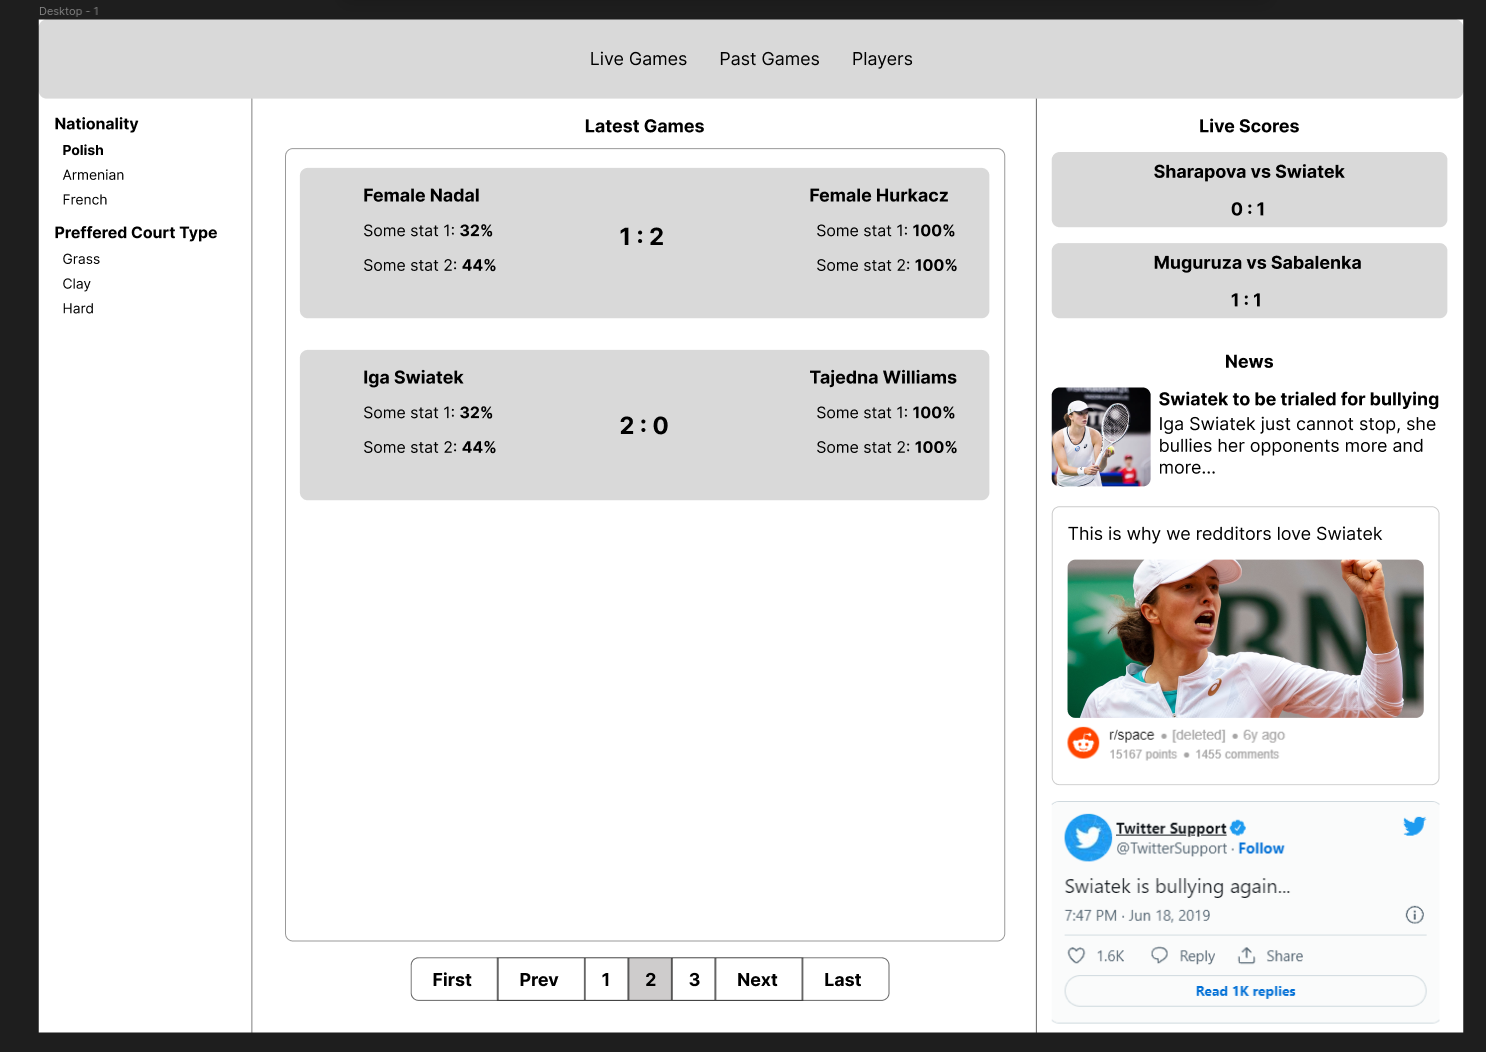 Desktop - 1
Live Games Past Games Players
Nationality
Polish
Armenian
French
Preffered Court Type
Grass
Clay
Hard
Latest Games
Female Nadal
Some stat 1: 32%
Some stat 2: 44%
1 : 2
Female Hurkacz
Some stat 1: 100%
Some stat 2: 100%
Iga Swiatek
Some stat 1: 32%
Some stat 2: 44%
2 : 0
Tajedna Williams
Some stat 1: 100%
Some stat 2: 100%
First Prev 1 2 3 Next Last
Live Scores
Sharapova vs Swiatek
0 : 1
Muguruza vs Sabalenka
1 : 1
News
Swiatek to be trialed for bullying
Iga Swiatek just cannot stop, she
bullies her opponents more and
more...
This is why we redditors love Swiatek
r/space • [deleted] • 6y ago
15167 points • 1455 comments
Twitter Support
@TwitterSupport · Follow
Swiatek is bullying again...
7:47 PM · Jun 18, 2019
1.6K Reply Share
Read 1K replies